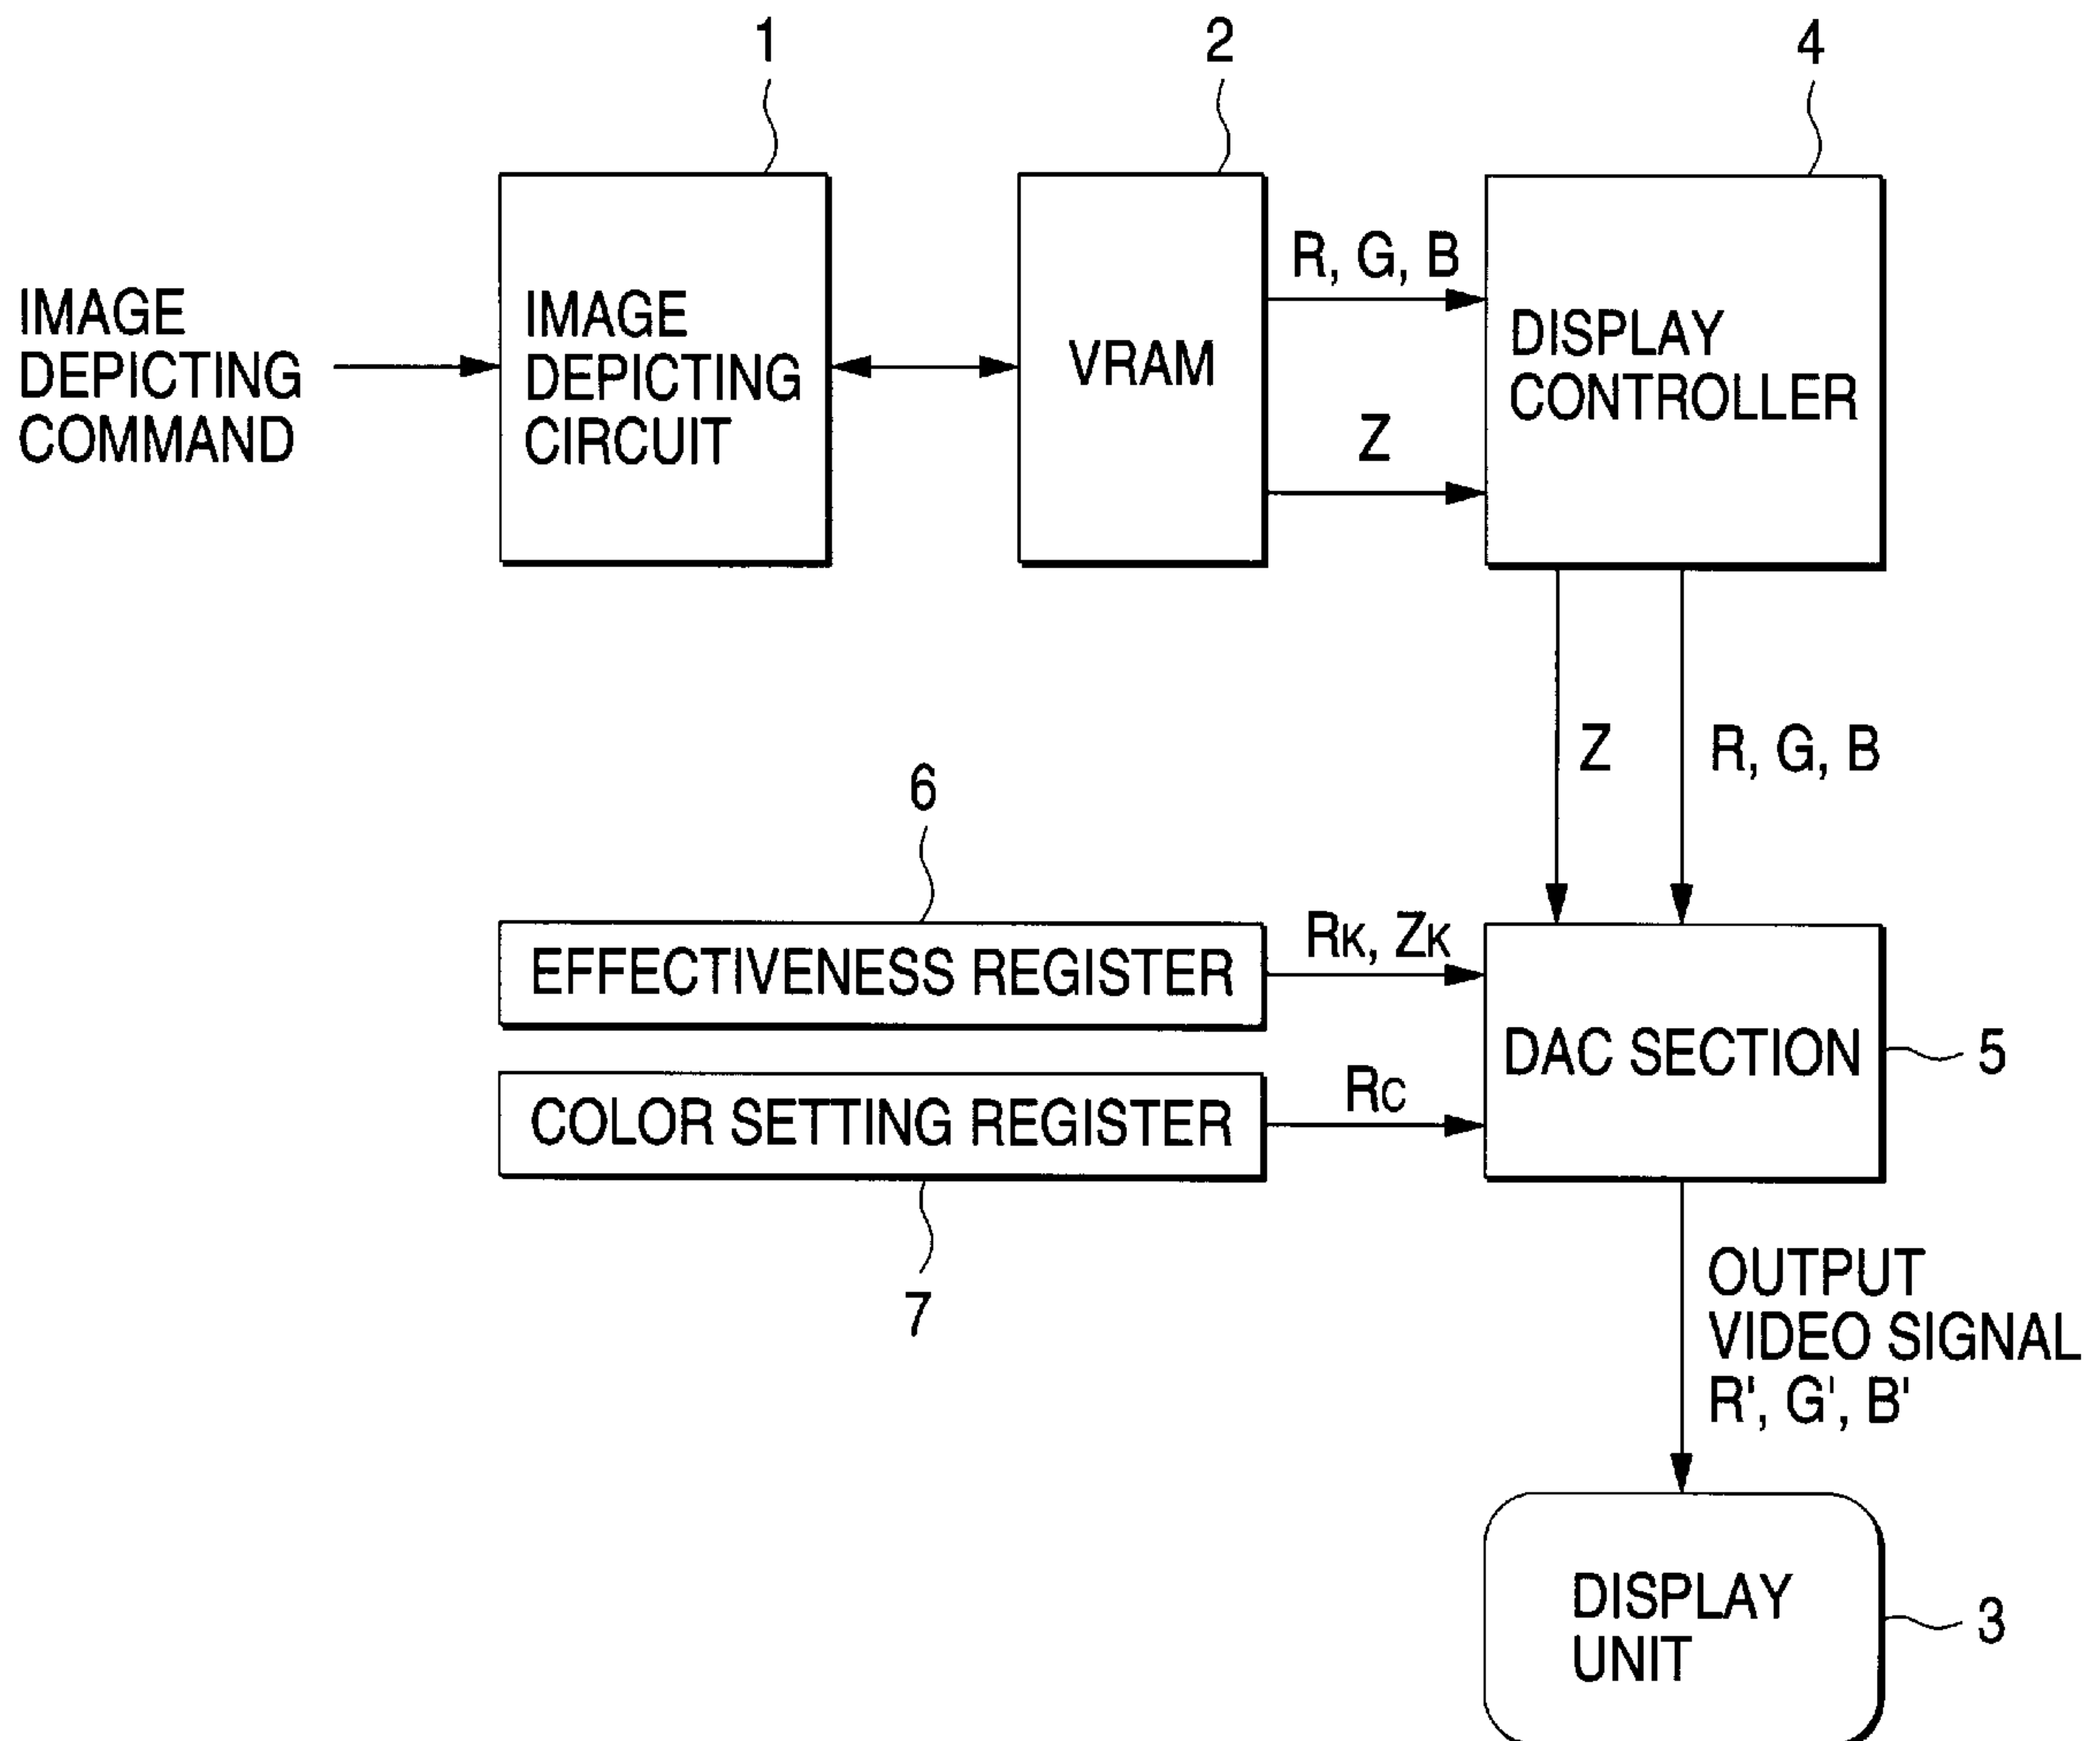 1
2
4
IMAGE
DEPICTING
COMMAND
IMAGE
DEPICTING
CIRCUIT
VRAM
R, G, B
Z
DISPLAY
CONTROLLER
Z
R, G, B
6
EFFECTIVENESS REGISTER
RK, ZK
COLOR SETTING REGISTER
RC
7
DAC SECTION
5
OUTPUT
VIDEO SIGNAL
R', G', B'
DISPLAY
UNIT
3